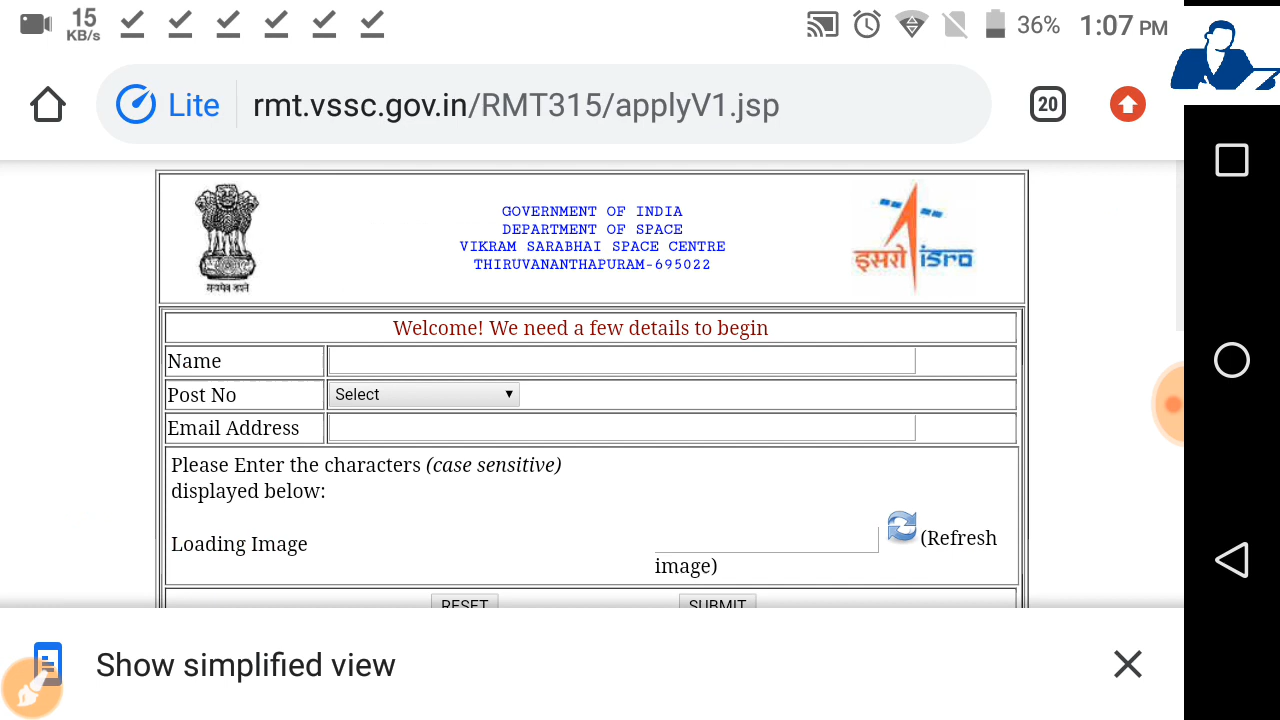 15
KB/s
36%
1:07 PM
Lite
rmt.vssc.gov.in/RMT315/applyV1.jsp
20
GOVERNMENT OF INDIA
DEPARTMENT OF SPACE
VIKRAM SARABHAI SPACE CENTRE
THIRUVANANTHAPURAM-695022
सत्यमेव जयते
इसरो isro
Welcome! We need a few details to begin
Name
Post No
Select
Email Address
Please Enter the characters (case sensitive)
displayed below:
Loading Image
(Refresh
image)
RESET
SUBMIT
Show simplified view